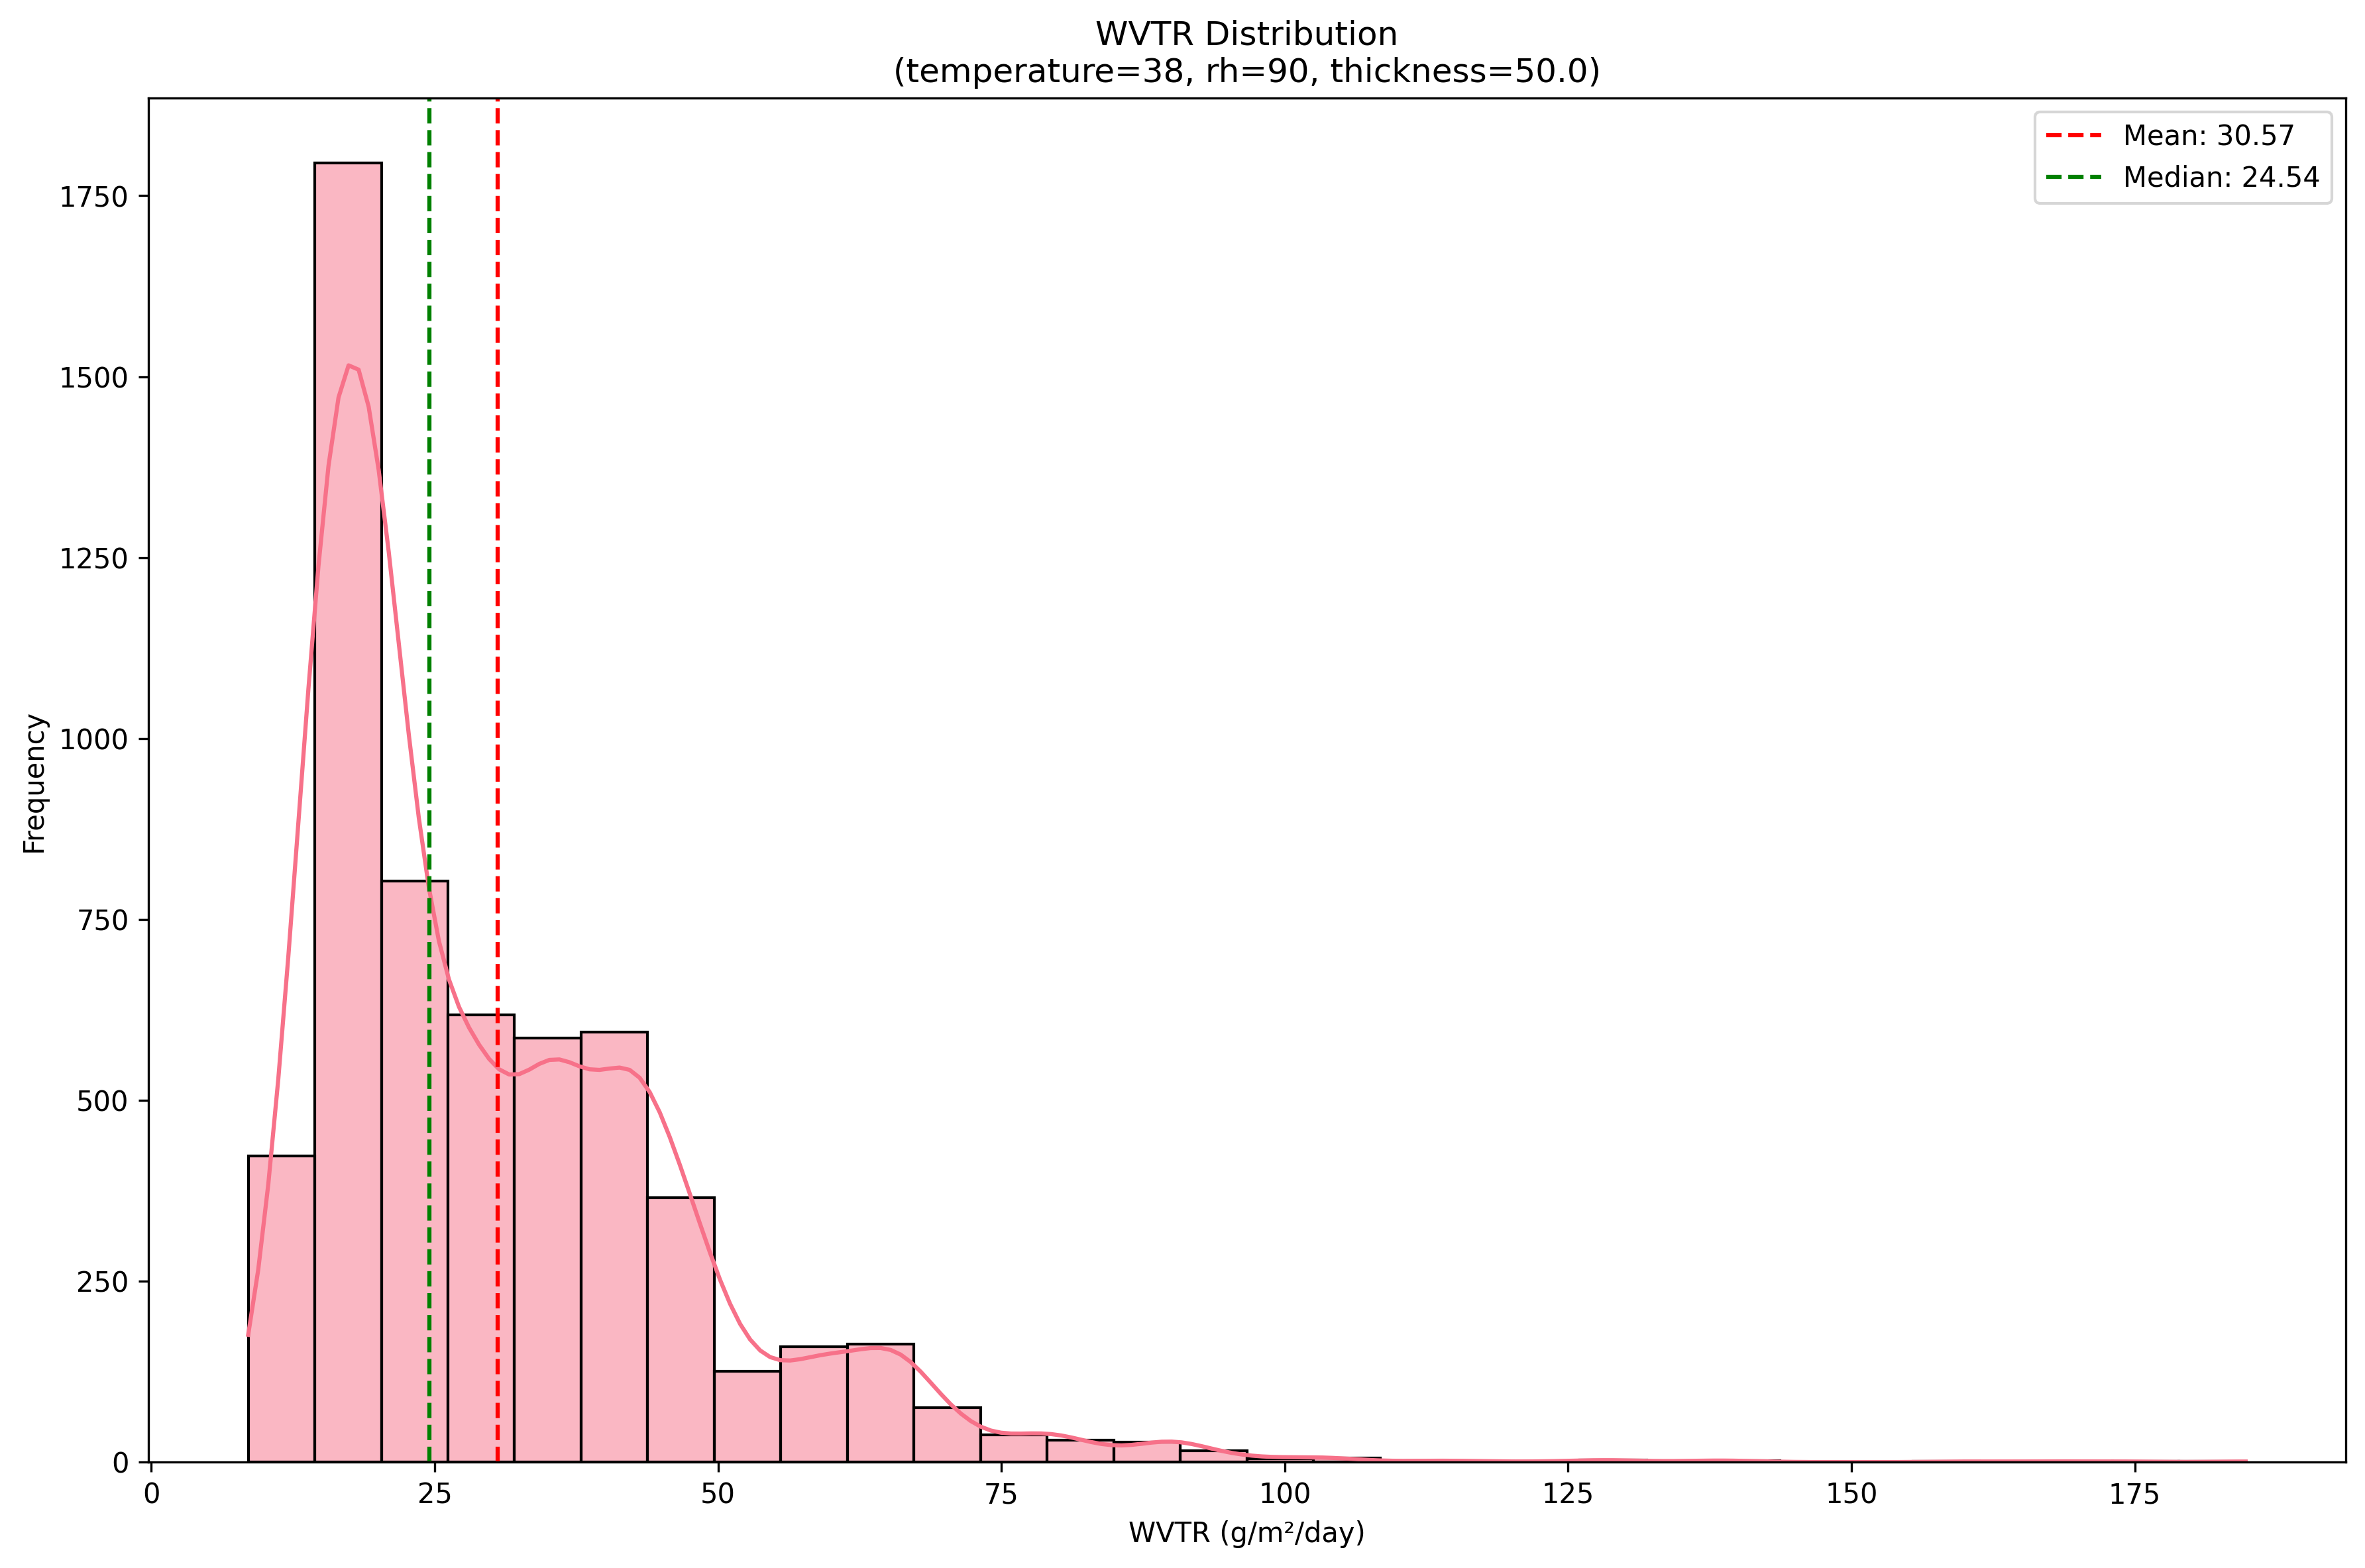 WVTR Distribution
(temperature=38, rh=90, thickness=50.0)
Mean: 30.57
Median: 24.54
Frequency
1750
1500
1250
1000
750
500
250
0
0 25 50 75 100 125 150 175
WVTR (g/m²/day)